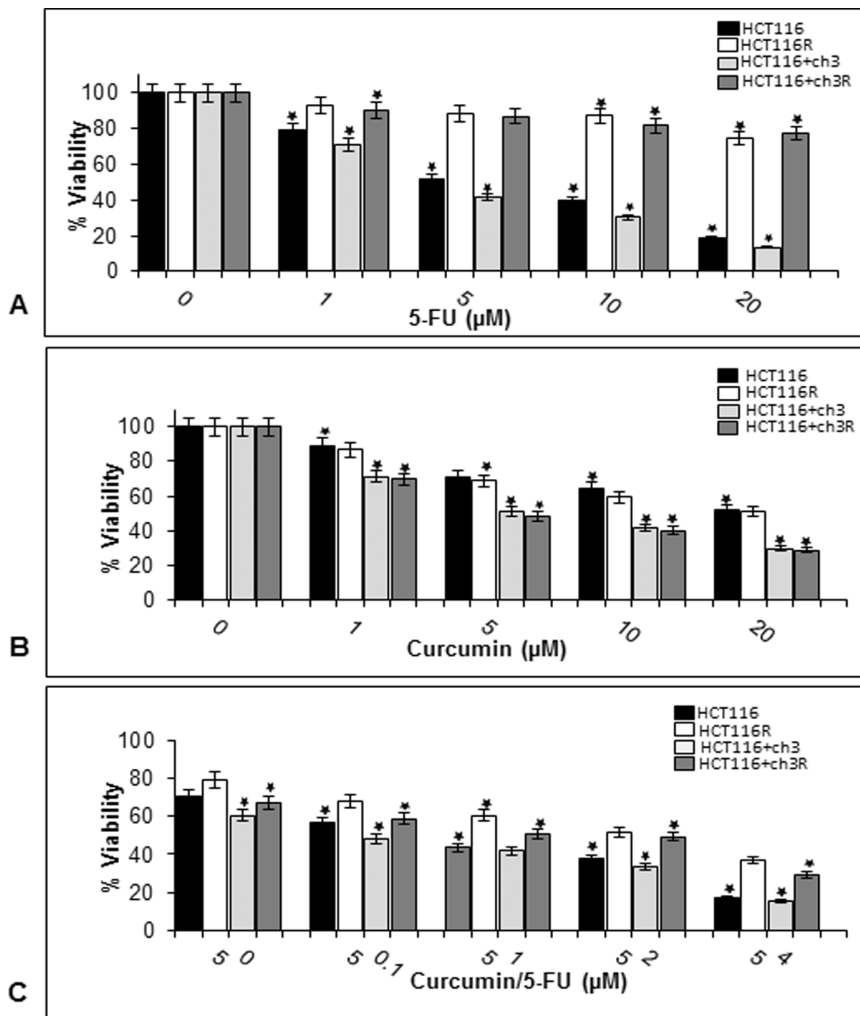 HCT116
HCT116R
HCT116+ch3
HCT116+ch3R
100
80
60
40
20
0
% Viability
0 1 5 10 20
5-FU (µM)
A
HCT116
HCT116R
HCT116+ch3
HCT116+ch3R
100
80
60
40
20
0
% Viability
0 1 5 10 20
Curcumin (µM)
B
HCT116
HCT116R
HCT116+ch3
HCT116+ch3R
100
80
60
40
20
0
% Viability
5 0 5 0.1 5 1 5 2 5 4
Curcumin/5-FU (µM)
C